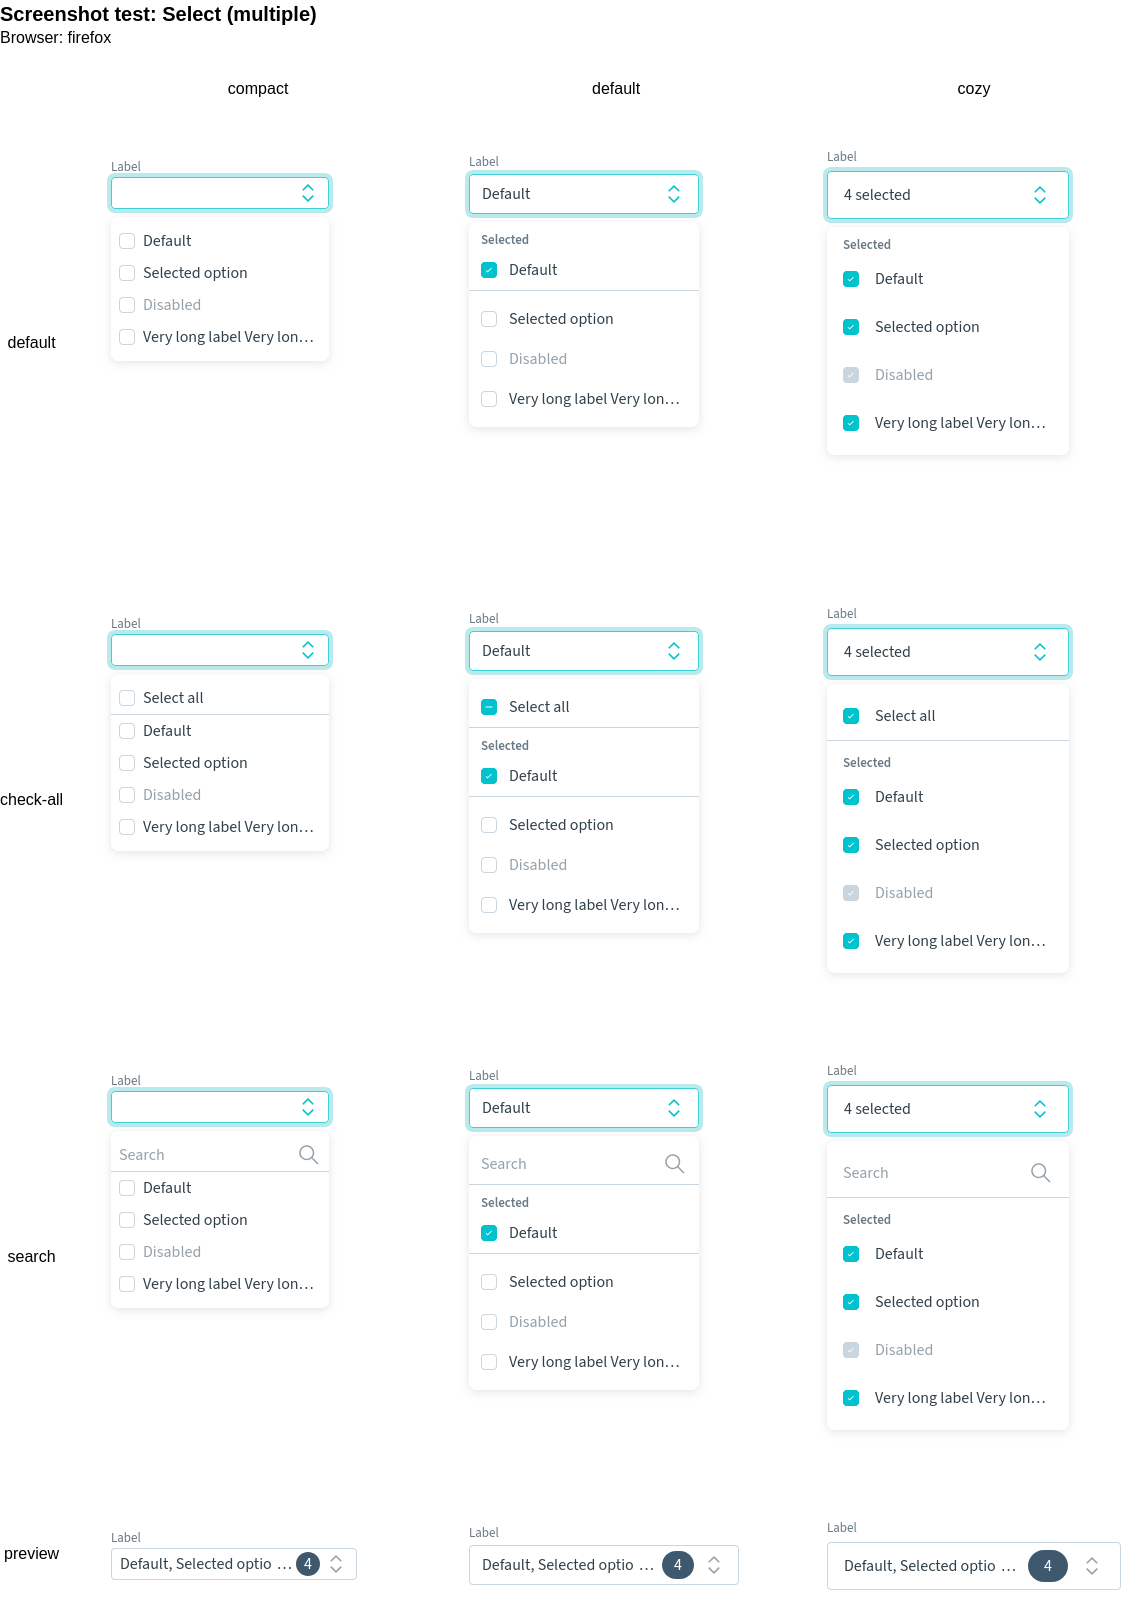 Screenshot test: Select (multiple)
Browser: firefox
compact
default
cozy
default
Label
Default
Selected option
Disabled
Very long label Very lon…
Label
Default
Selected
Default
Selected option
Disabled
Very long label Very lon…
Label
4 selected
Selected
Default
Selected option
Disabled
Very long label Very lon…
check-all
Label
Select all
Default
Selected option
Disabled
Very long label Very lon…
Label
Default
Select all
Selected
Default
Selected option
Disabled
Very long label Very lon…
Label
4 selected
Select all
Selected
Default
Selected option
Disabled
Very long label Very lon…
search
Label
Search
Default
Selected option
Disabled
Very long label Very lon…
Label
Default
Search
Selected
Default
Selected option
Disabled
Very long label Very lon…
Label
4 selected
Search
Selected
Default
Selected option
Disabled
Very long label Very lon…
preview
Label
Default, Selected optio … 4
Label
Default, Selected optio … 4
Label
Default, Selected optio … 4